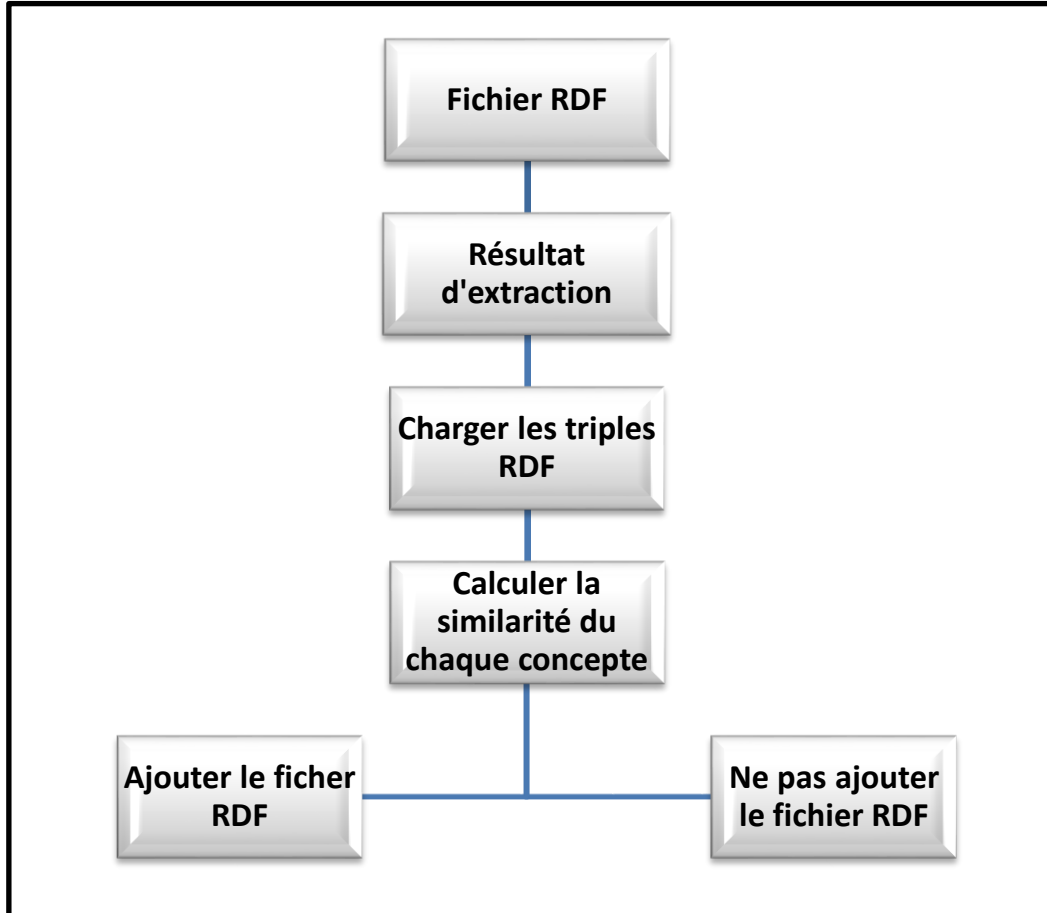 Fichier RDF
Résultat
d'extraction
Charger les triples
RDF
Calculer la
similarité du
chaque concepte
Ajouter le ficher
RDF
Ne pas ajouter
le fichier RDF